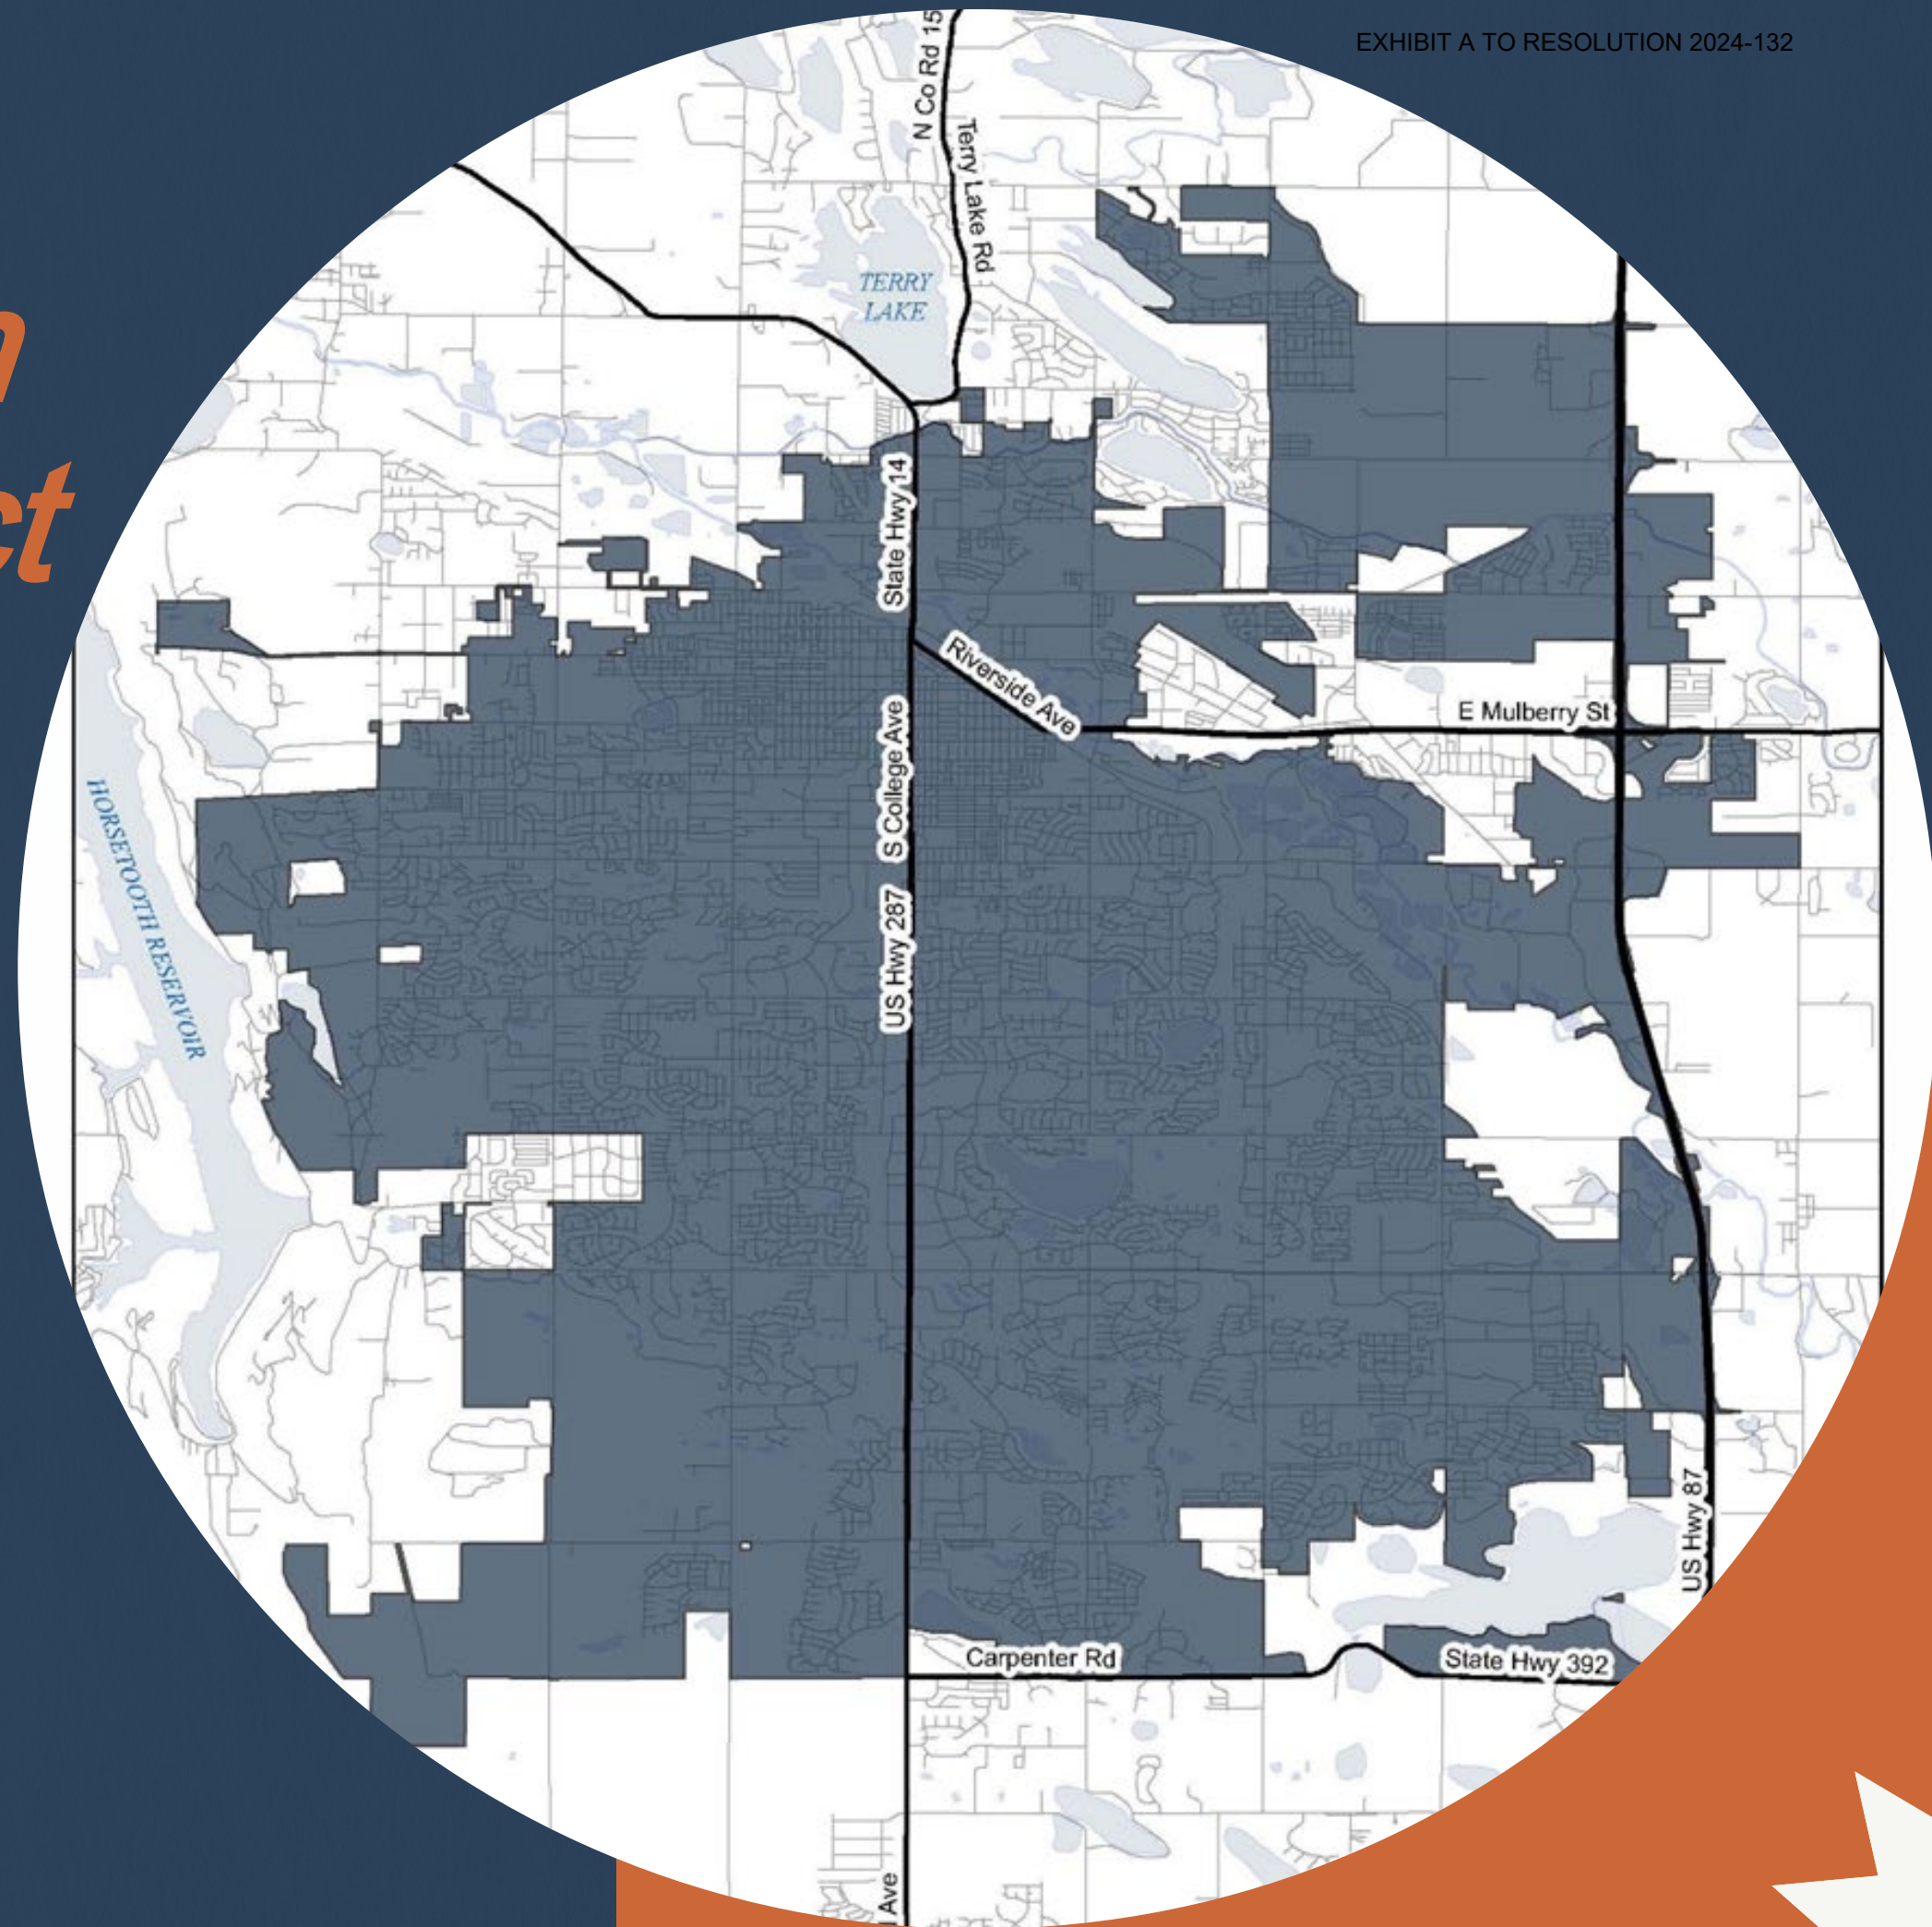 EXHIBIT A TO RESOLUTION 2024-132
N Co Rd 15
Terry Lake Rd
TERRY
LAKE
State Hwy 14
Riverside Ave
E Mulberry St
S College Ave
HORSETOOTH RESERVOIR
US Hwy 287
US Hwy 87
Carpenter Rd
State Hwy 392
Ave